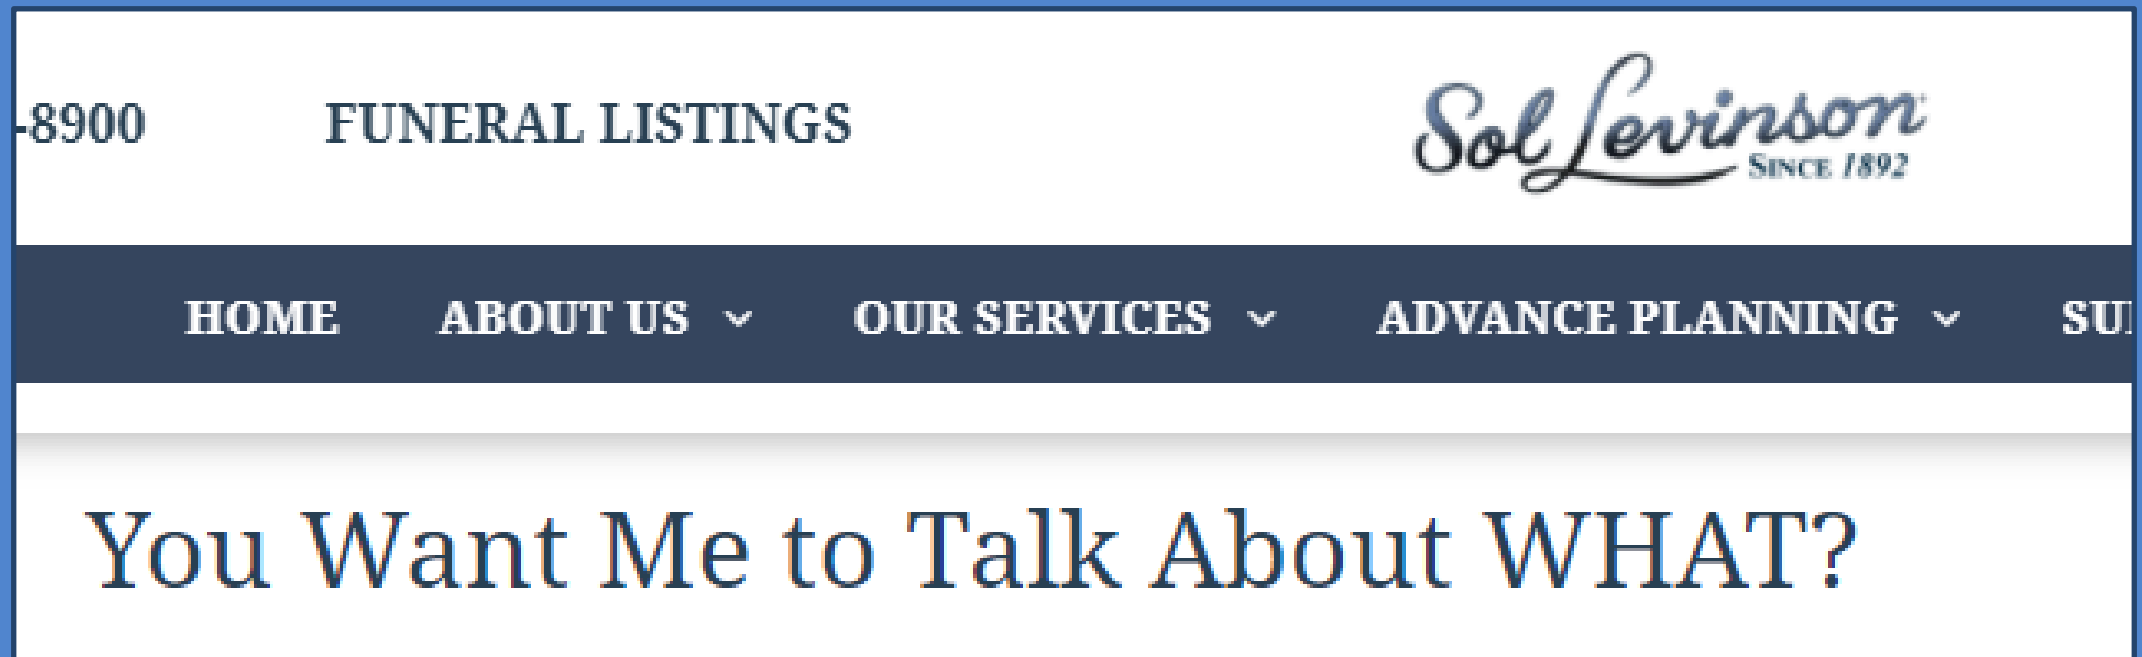 -8900 FUNERAL LISTINGS Sol Levinson
SINCE 1892
HOME ABOUT US OUR SERVICES ADVANCE PLANNING
You Want Me to Talk About WHAT?